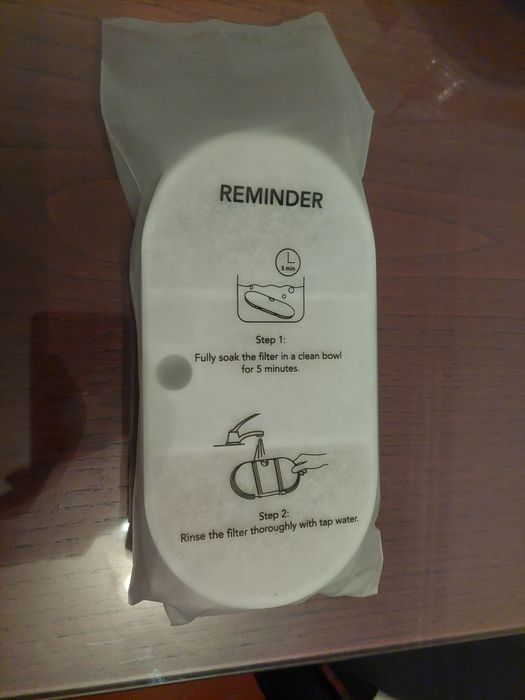 REMINDER
5 min
Step 1:
Fully soak the filter in a clean bowl
for 5 minutes.
Step 2:
Rinse the filter thoroughly with tap water.